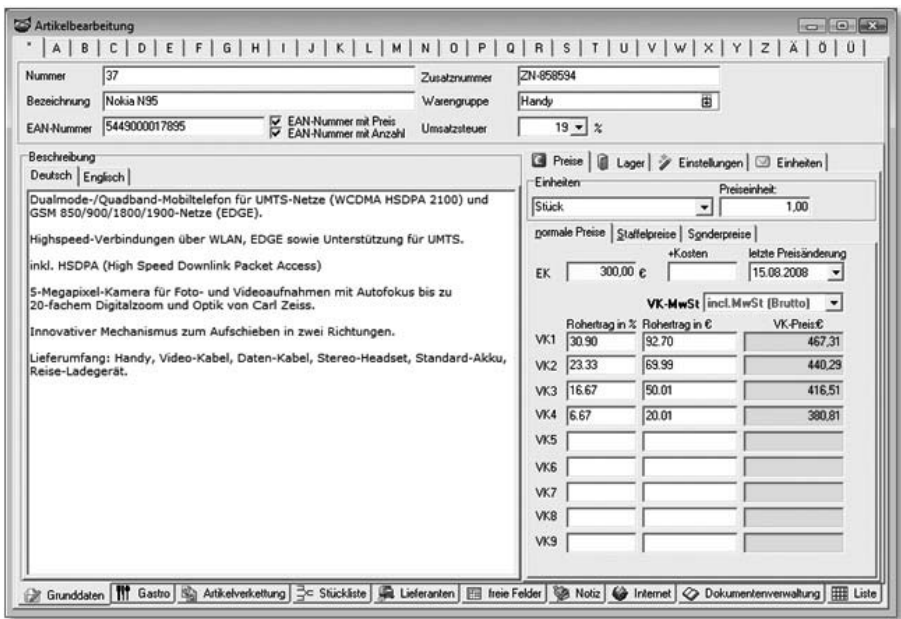 Artikelbearbeitung
* A B C D E F G H I J K L M N O P Q R S T U V W X Y Z Ä Ö Ü
Nummer 37 Zusatznummer ZN-858594
Bezeichnung Nokia N95 Warengruppe Handy
EAN-Nummer 5449000017895 EAN-Nummer mit Preis Umsatzsteuer 19 %
EAN-Nummer mit Anzahl
Beschreibung
Deutsch Englisch
Dualmode-/Quadband-Mobiltelefon für UMTS-Netze (WCDMA HSDPA 2100) und
GSM 850/900/1800/1900-Netze (EDGE).
Highspeed-Verbindungen über WLAN, EDGE sowie Unterstützung für UMTS.
inkl. HSDPA (High Speed Downlink Packet Access)
5-Megapixel-Kamera für Foto- und Videoaufnahmen mit Autofokus bis zu
20-fachem Digitalzoom und Optik von Carl Zeiss.
Innovativer Mechanismus zum Aufschieben in zwei Richtungen.
Lieferumfang: Handy, Video-Kabel, Daten-Kabel, Stereo-Headset, Standard-Akku,
Reise-Ladegerät.
Preise Lager Einstellungen Einheiten
Einheiten Preiseinheit:
Stück 1,00
normale Preise Staffelpreise Sonderpreise
+Kosten letzte Preisänderung
EK 300,00 € 15.08.2008
VK-MwSt incl.MwSt (Brutto)
Rohertrag in % Rohertrag in € VK-Preis:€
VK1 30.90 92.70 467,31
VK2 23.33 69.99 440,29
VK3 16.67 50.01 416,51
VK4 6.67 20.01 380,81
VK5
VK6
VK7
VK8
VK9
Grunddaten Gastro Artikelverkettung Stückliste Lieferanten freie Felder Notiz Internet Dokumentenverwaltung Liste